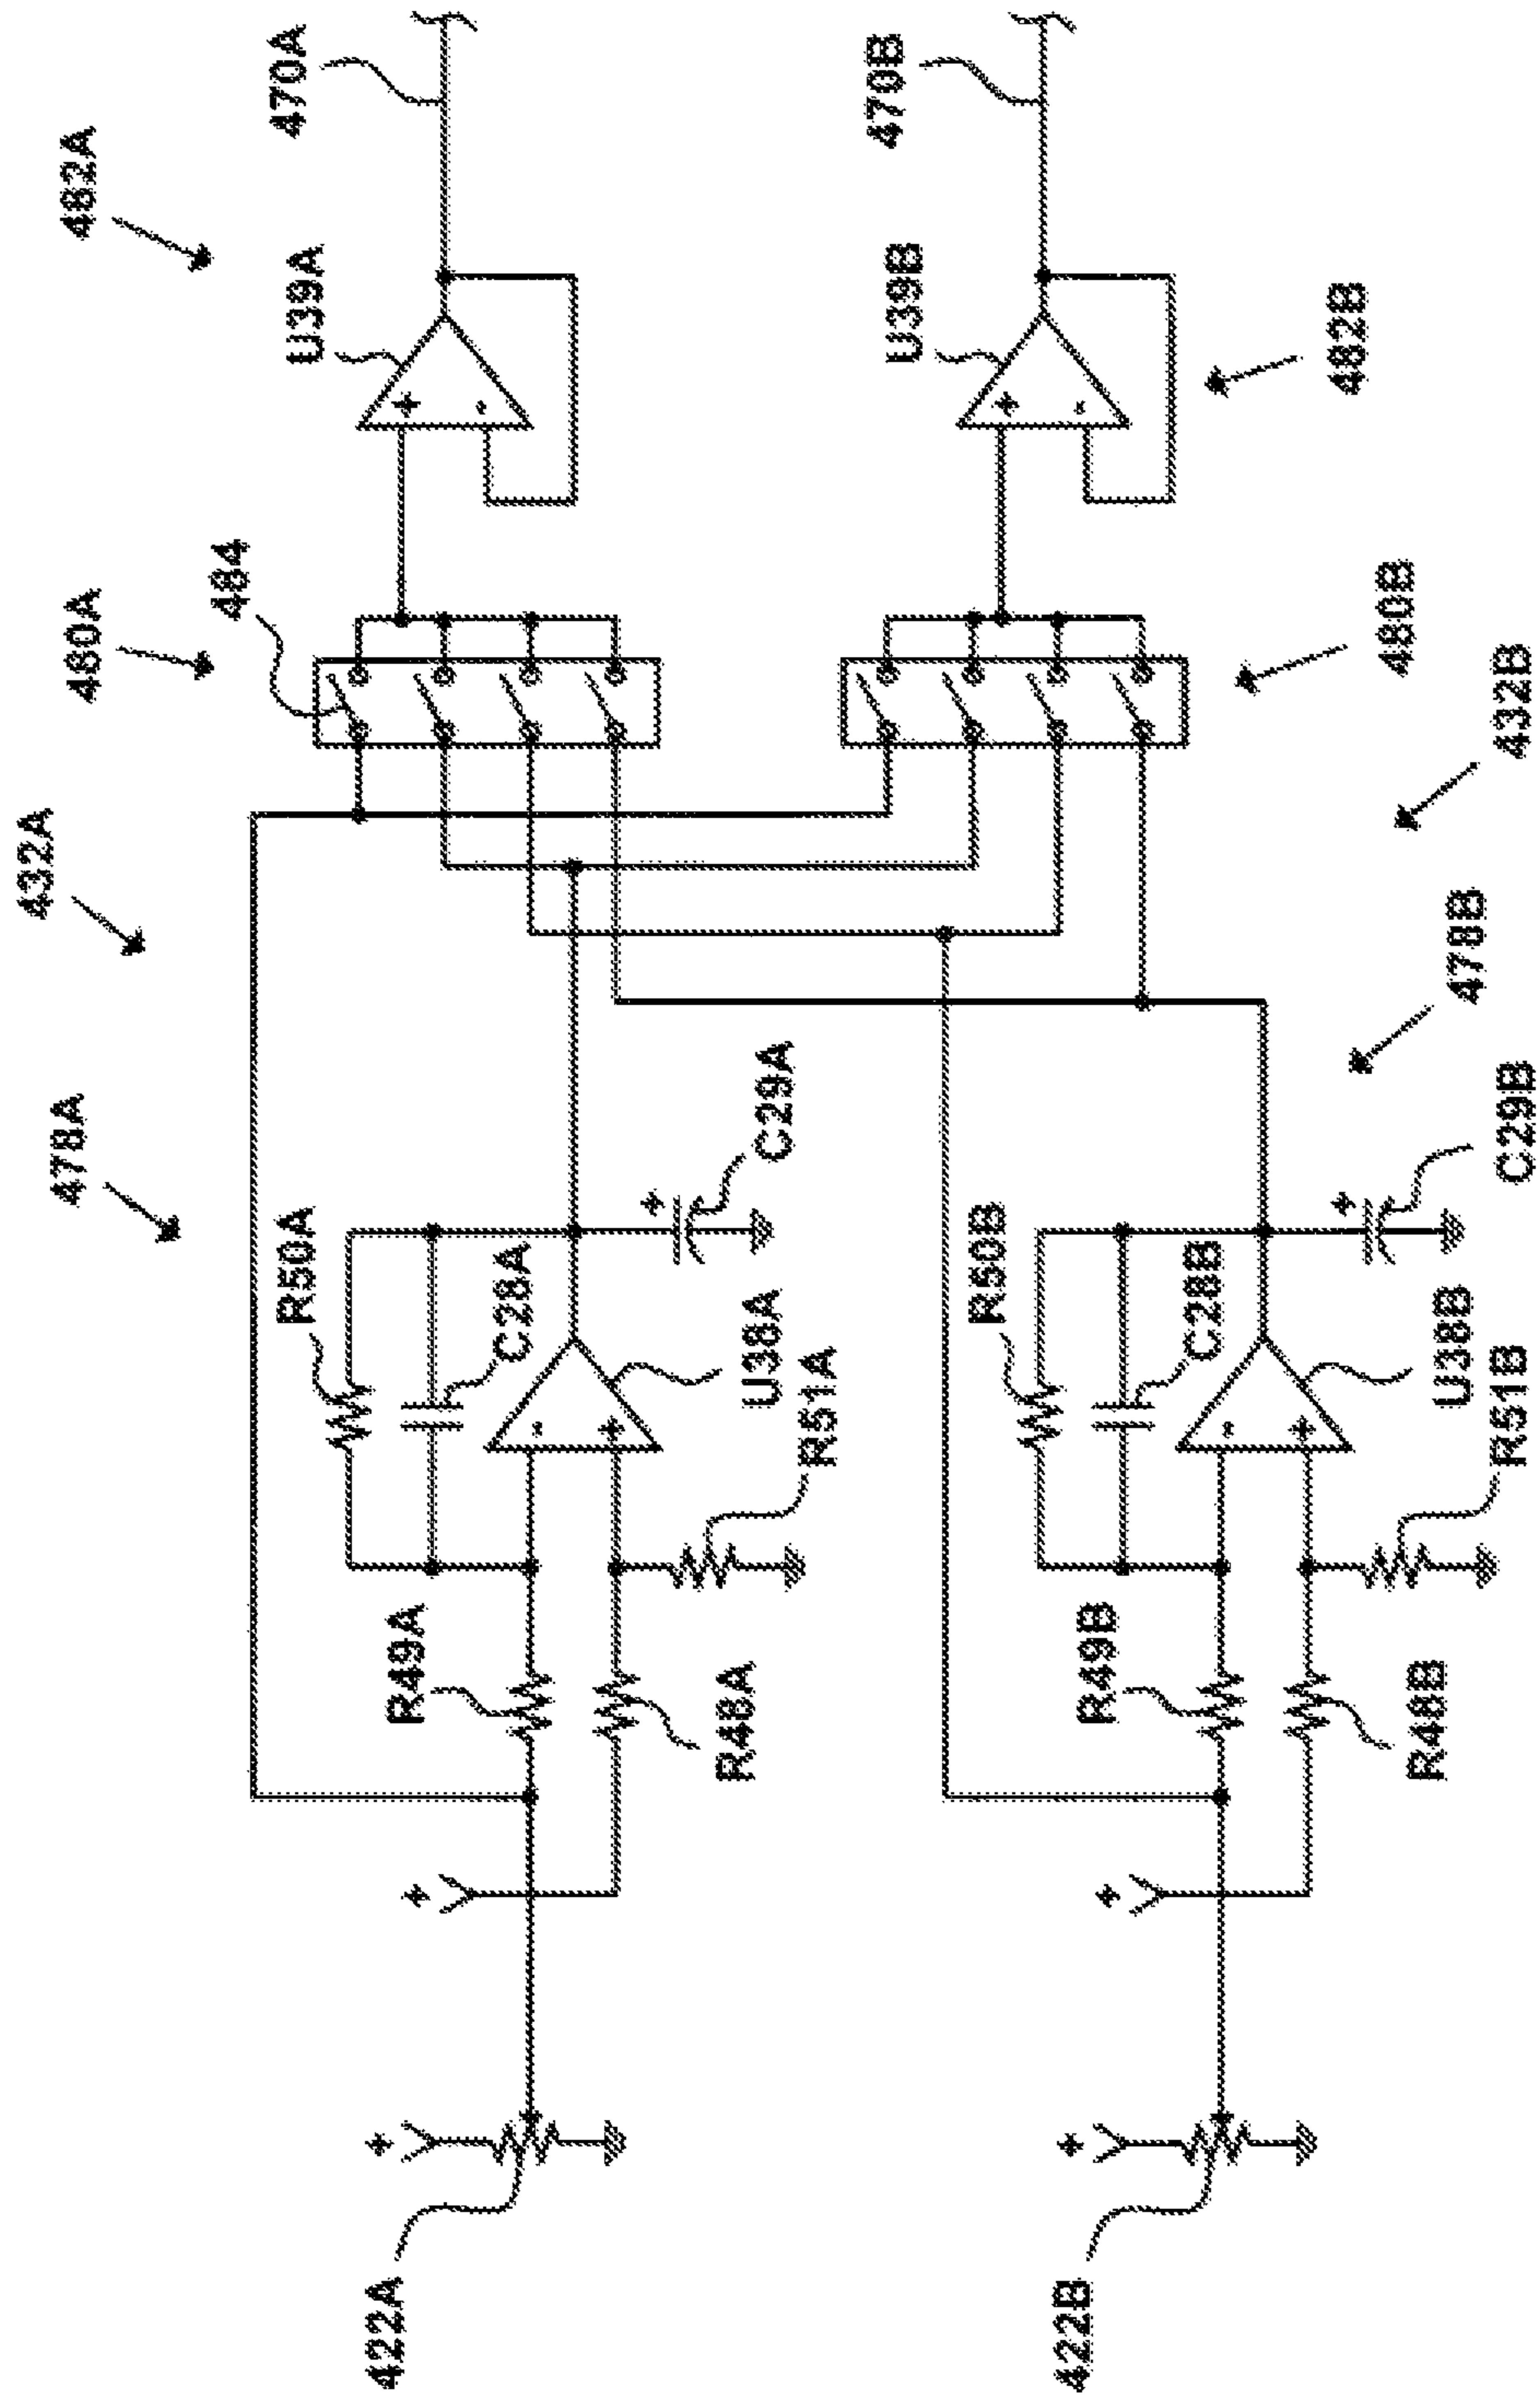 482A
470A
U39A
480A
484
432A
478A
R50A
C28A
C29A
U38A
R51A
R49A
R48A
422A
+
+
+
+
-
+
-
470B
U39B
482B
480B
432B
478B
R50B
C28B
C29B
U38B
R51B
R49B
R48B
422B
+
+
+
+
-
+
-